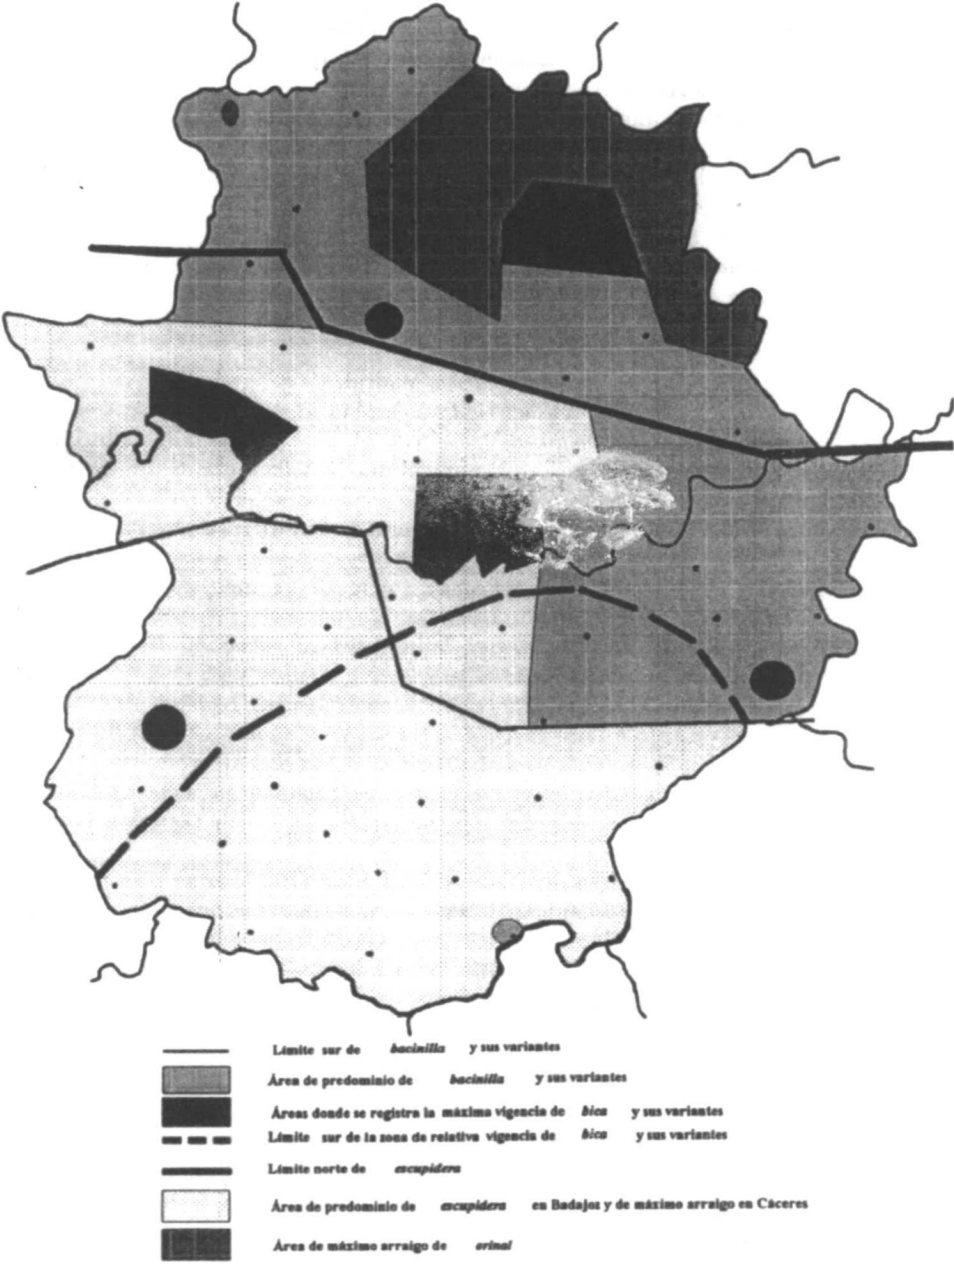 Límite sur de bacinilla y sus variantes
Área de predominio de bacinilla y sus variantes
Áreas donde se registra la máxima vigencia de bica y sus variantes
Límite sur de la zona de relativa vigencia de bica y sus variantes
Límite norte de escupidera
Área de predominio de escupidera en Badajoz y de máximo arraigo en Cáceres
Área de máximo arraigo de orinal